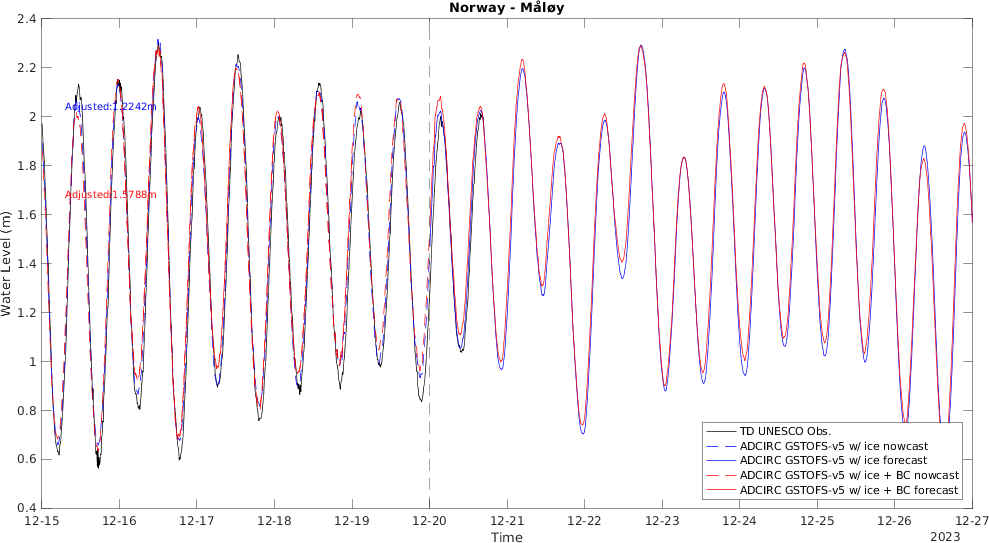 Norway - Måløy
2.4
2.2
2
1.8
1.6
1.4
1.2
1
0.8
0.6
0.4
Water Level (m)
Adjusted:1.2242m
Adjusted:1.5788m
TD UNESCO Obs.
ADCIRC GSTOFS-v5 w/ ice nowcast
ADCIRC GSTOFS-v5 w/ ice forecast
ADCIRC GSTOFS-v5 w/ ice + BC nowcast
ADCIRC GSTOFS-v5 w/ ice + BC forecast
12-15 12-16 12-17 12-18 12-19 12-20 12-21 12-22 12-23 12-24 12-25 12-26 12-27
Time
2023